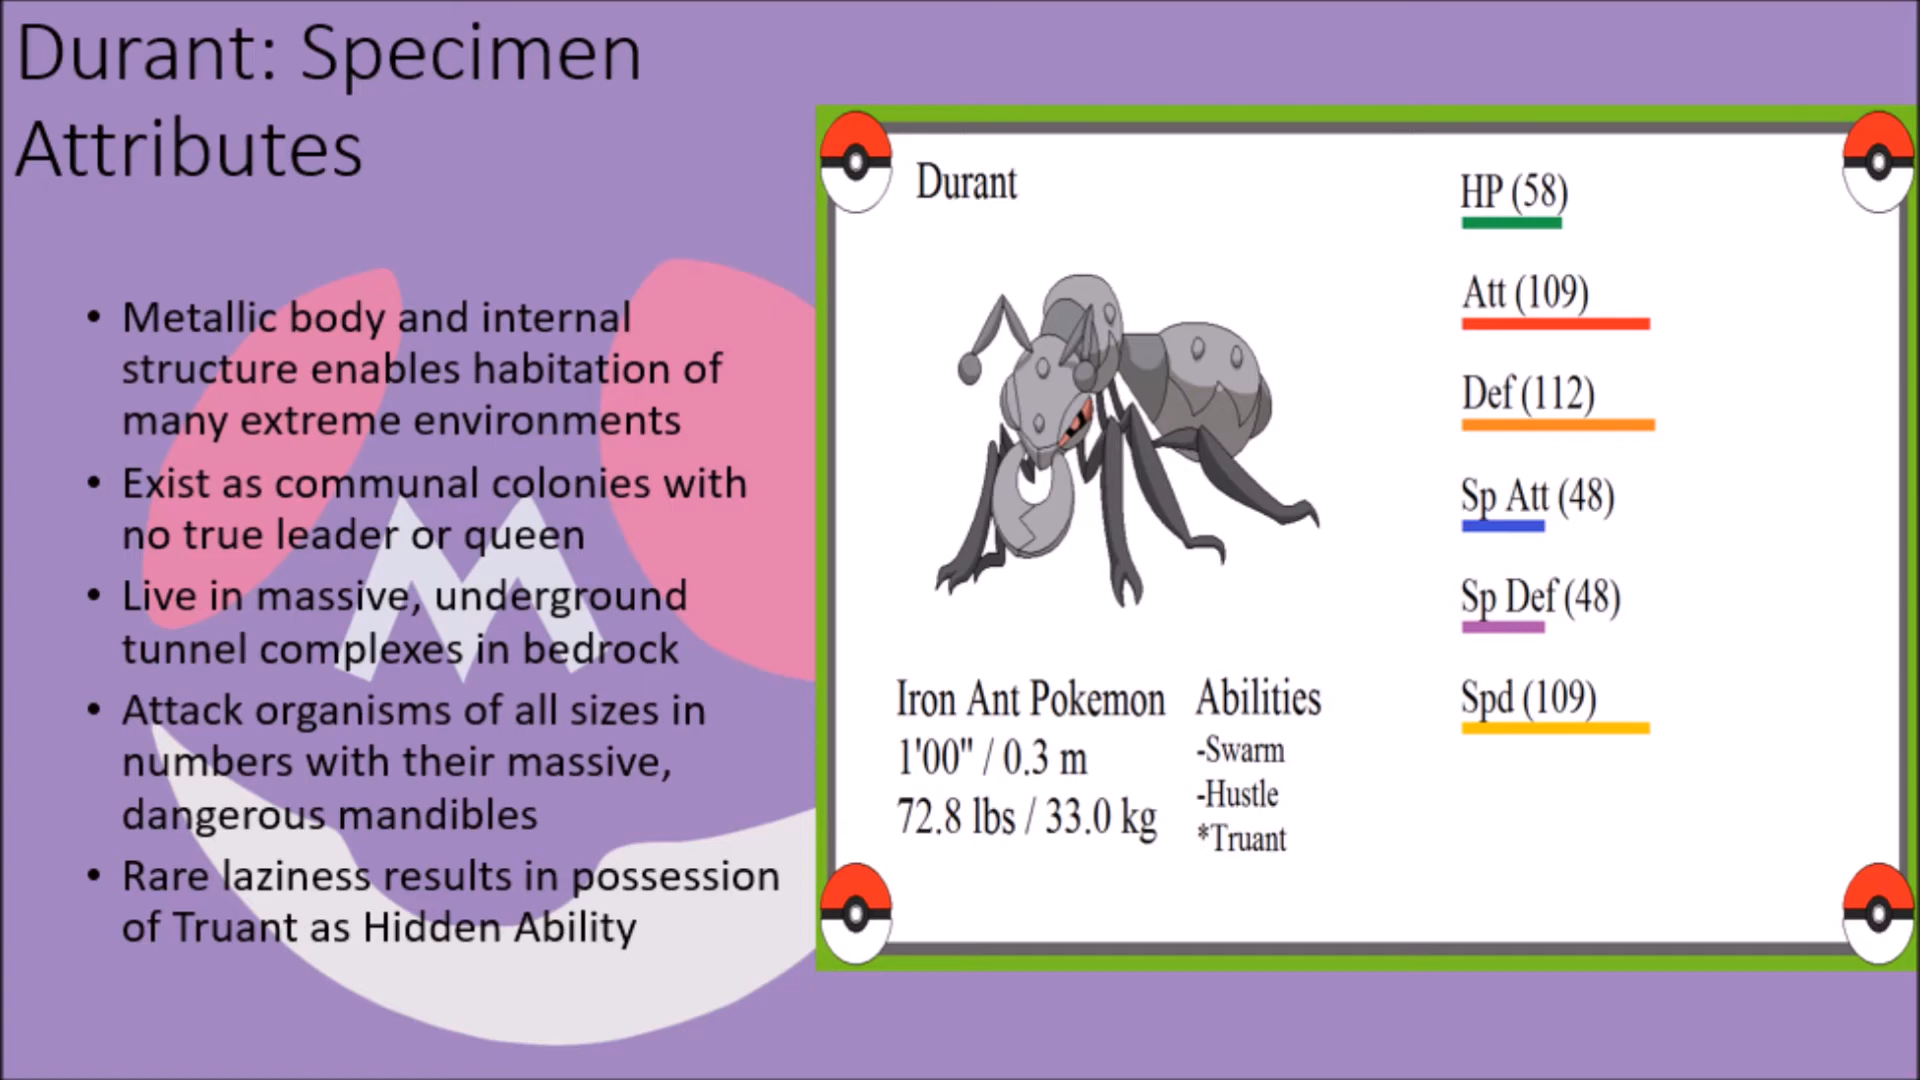 Durant: Specimen
Attributes
• Metallic body and internal
structure enables habitation of
many extreme environments
• Exist as communal colonies with
no true leader or queen
• Live in massive, underground
tunnel complexes in bedrock
• Attack organisms of all sizes in
numbers with their massive,
dangerous mandibles
• Rare laziness results in possession
of Truant as Hidden Ability
M
Durant
Iron Ant Pokemon
1'00" / 0.3 m
72.8 lbs / 33.0 kg
Abilities
-Swarm
-Hustle
*Truant
HP (58)
Att (109)
Def (112)
Sp Att (48)
Sp Def (48)
Spd (109)